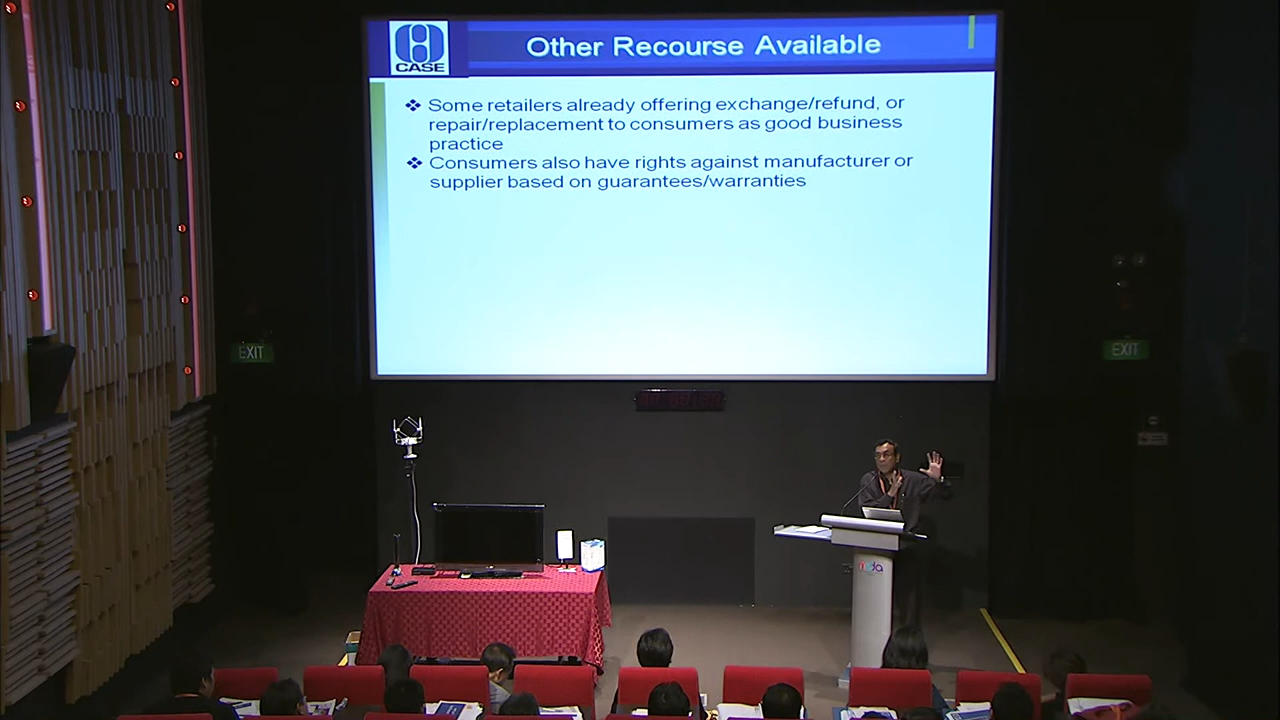 CASE
Other Recourse Available
Some retailers already offering exchange/refund, or
repair/replacement to consumers as good business
practice
Consumers also have rights against manufacturer or
supplier based on guarantees/warranties
EXIT
EXIT